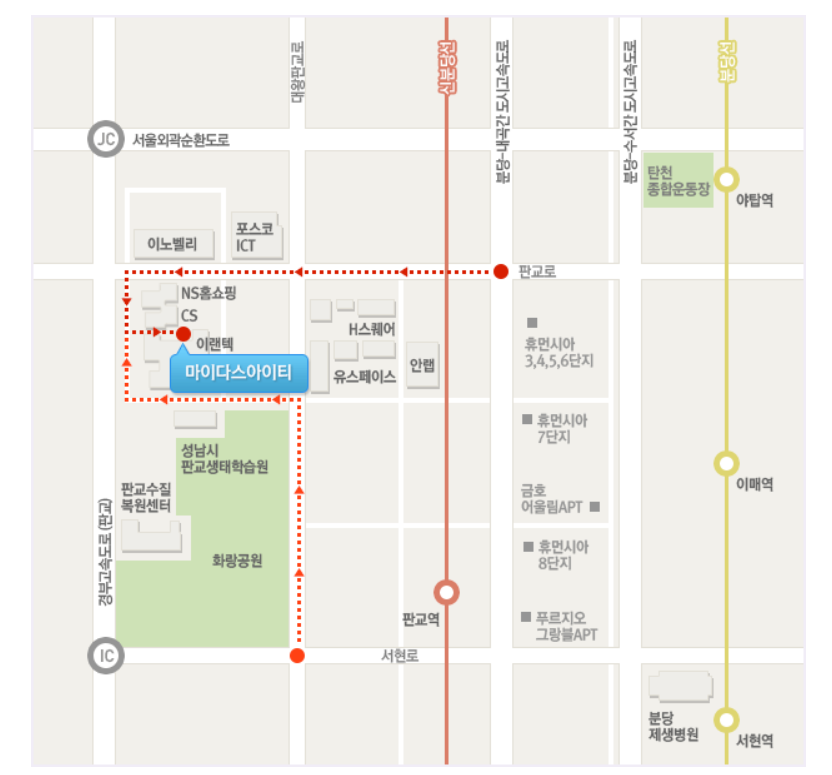 대왕판교로
신분당선
분당-내곡간 도시고속도로
분당-수서간 도시고속도로
분당선
JC
서울외곽순환도로
탄천
종합운동장
야탑역
이노벨리
포스코
ICT
판교로
NS홈쇼핑
CS
이랜텍
마이다스아이티
H스퀘어
유스페이스
안랩
휴먼시아
3,4,5,6단지
휴먼시아
7단지
성남시
판교생태학습원
이매역
판교수질
복원센터
금호
어울림APT
경부고속도로 (판교)
화랑공원
휴먼시아
8단지
판교역
푸르지오
그랑블APT
IC
서현로
분당
제생병원
서현역